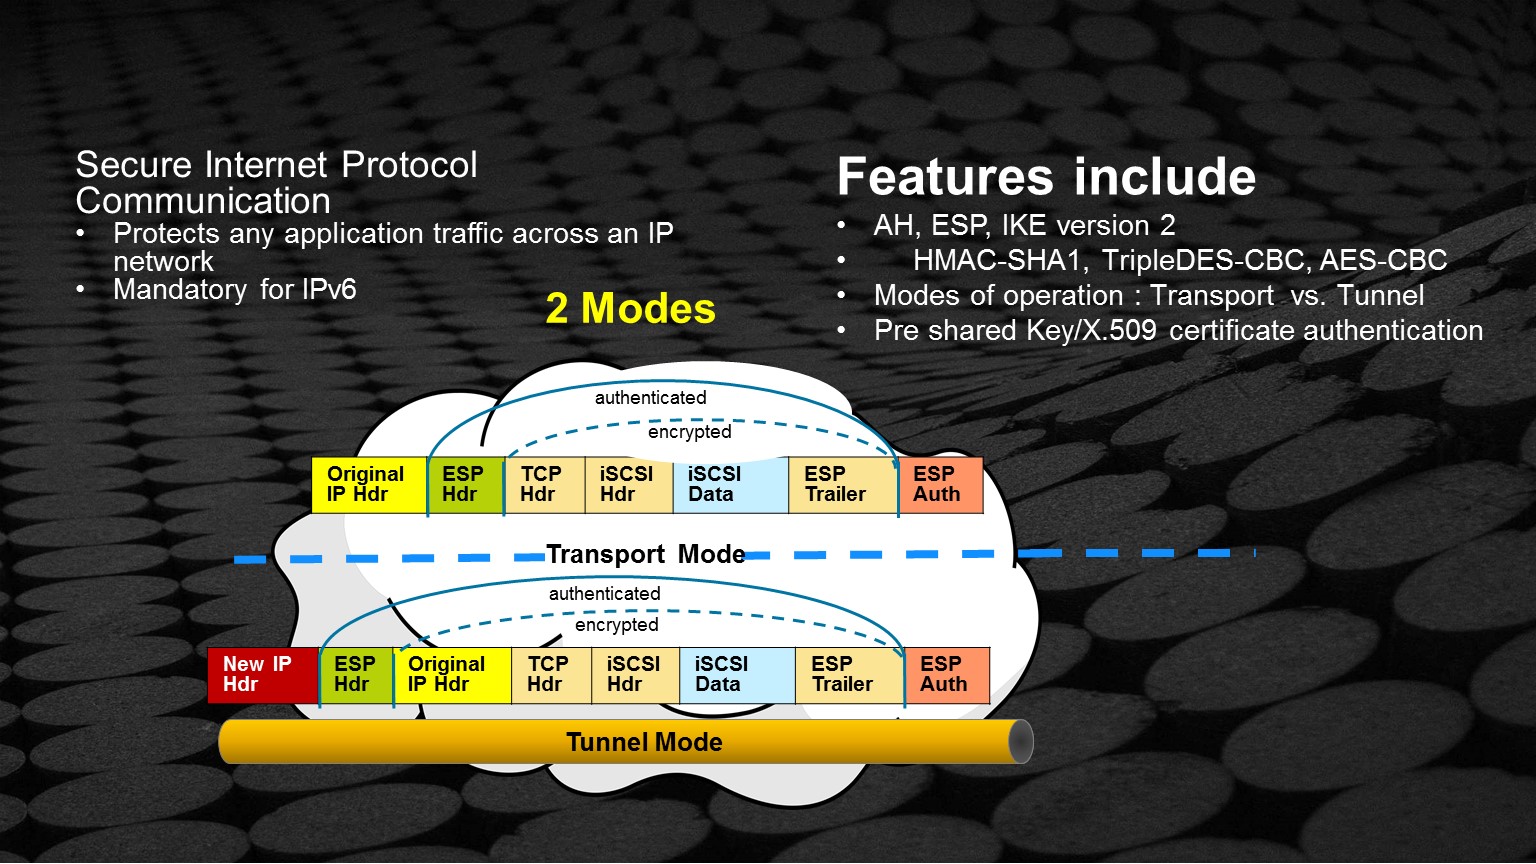 Secure Internet Protocol
Communication
• Protects any application traffic across an IP
network
• Mandatory for IPv6
Features include
• AH, ESP, IKE version 2
• HMAC-SHA1, TripleDES-CBC, AES-CBC
• Modes of operation : Transport vs. Tunnel
• Pre shared Key/X.509 certificate authentication
2 Modes
authenticated
encrypted
Original IP Hdr
ESP Hdr
TCP Hdr
iSCSI Hdr
iSCSI Data
ESP Trailer
ESP Auth
Transport Mode
authenticated
encrypted
New IP Hdr
ESP Hdr
Original IP Hdr
TCP Hdr
iSCSI Hdr
iSCSI Data
ESP Trailer
ESP Auth
Tunnel Mode